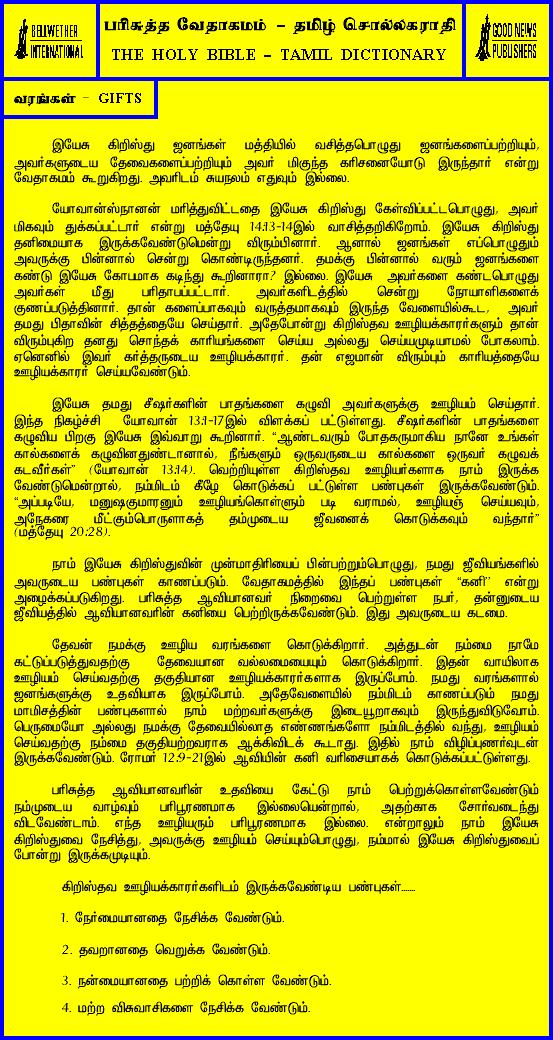 BELLWETHER
INTERNATIONAL
பரிசுத்த வேதாகமம் – தமிழ் சொல்லகராதி
THE HOLY BIBLE – TAMIL DICTIONARY
GOOD NEWS
PUBLISHERS
வரங்கள் – GIFTS
இயேசு கிறிஸ்து ஜனங்கள் மத்தியில் வசித்தபொழுது ஜனங்களைப்பற்றியும்,
அவர்களுடைய தேவைகளைப்பற்றியும் அவர் மிகுந்த கரிசனையோடு இருந்தார் என்று
வேதாகமம் கூறுகிறது. அவரிடம் சுயநலம் எதுவும் இல்லை.
யோவான்ஸ்நானன் மரித்துவிட்டதை இயேசு கிறிஸ்து கேள்விப்பட்டபொழுது, அவர்
மிகவும் துக்கப்பட்டார் என்று மத்தேயு 14:13-14இல் வாசித்தறிகிறோம். இயேசு கிறிஸ்து
தனிமையாக இருக்கவேண்டுமென்று விரும்பினார். ஆனால் ஜனங்கள் எப்பொழுதும்
அவருக்கு பின்னால் சென்று கொண்டிருந்தனர். தமக்கு பின்னால் வரும் ஜனங்களை
கண்டு இயேசு கோபமாக கடிந்து கூறினாரா? இல்லை. இயேசு அவர்களை கண்டபொழுது
அவர்கள் மீது பரிதாபப்பட்டார். அவர்களிடத்தில் சென்று நோயாளிகளைக்
குணப்படுத்தினார். தான் களைப்பாகவும் வருத்தமாகவும் இருந்த வேளையில்கூட, அவர்
தமது பிதாவின் சித்தத்தையே செய்தார். அதேபோன்று கிறிஸ்தவ ஊழியக்காரர்களும் தான்
விரும்புகிற தனது சொந்தக் காரியங்களை செய்ய அல்லது செய்யமுடியாமல் போகலாம்.
ஏனெனில் இவர் கர்த்தருடைய ஊழியக்காரர். தன் எஜமான் விரும்பும் காரியத்தையே
ஊழியக்காரர் செய்யவேண்டும்.
இயேசு தமது சீஷர்களின் பாதங்களை கழுவி அவர்களுக்கு ஊழியம் செய்தார்.
இந்த நிகழ்ச்சி யோவான் 13:1-17இல் விளக்கப் பட்டுள்ளது. சீஷர்களின் பாதங்களை
கழுவிய பிறகு இயேசு இவ்வாறு கூறினார். “ஆண்டவரும் போதகருமாகிய நானே உங்கள்
கால்களைக் கழுவினதுண்டானால், நீங்களும் ஒருவருடைய கால்களை ஒருவர் கழுவக்
கடவீர்கள்” (யோவான் 13:14). வெற்றியுள்ள கிறிஸ்தவ ஊழியர்களாக நாம் இருக்க
வேண்டுமென்றால், நம்மிடம் கீழே கொடுக்கப் பட்டுள்ள பண்புகள் இருக்கவேண்டும்.
“அப்படியே, மனுஷகுமாரனும் ஊழியங்கொள்ளும் படி வராமல், ஊழியஞ் செய்யவும்,
அநேகரை மீட்கும்பொருளாகத் தம்முடைய ஜீவனைக் கொடுக்கவும் வந்தார்”
(மத்தேயு 20:28).
நாம் இயேசு கிறிஸ்துவின் முன்மாதிரியைப் பின்பற்றும்பொழுது, நமது ஜீவியங்களில்
அவருடைய பண்புகள் காணப்படும். வேதாகமத்தில் இந்தப் பண்புகள் “கனி” என்று
அழைக்கப்படுகிறது. பரிசுத்த ஆவியானவர் நிறைவை பெற்றுள்ள நபர், தன்னுடைய
ஜீவியத்தில் ஆவியானவரின் கனியை பெற்றிருக்கவேண்டும். இது அவருடைய கடமை.
தேவன் நமக்கு ஊழிய வரங்களை கொடுக்கிறார். அத்துடன் நம்மை நாமே
கட்டுப்படுத்துவதற்கு தேவையான வல்லமையையும் கொடுக்கிறார். இதன் வாயிலாக
ஊழியம் செய்வதற்கு தகுதியான ஊழியக்காரர்களாக இருப்போம். நமது வரங்களால்
ஜனங்களுக்கு உதவியாக இருப்போம். அதேவேளையில் நம்மிடம் காணப்படும் நமது
மாமிசத்தின் பண்புகளால் நாம் மற்றவர்களுக்கு இடையூறாகவும் இருந்துவிடுவோம்.
பெருமையோ அல்லது நமக்கு தேவையில்லாத எண்ணங்களோ நம்மிடத்தில் வந்து, ஊழியம்
செய்வதற்கு நம்மை தகுதியற்றவராக ஆக்கிவிடக் கூடாது. இதில் நாம் விழிப்புணர்வுடன்
இருக்கவேண்டும். ரோமர் 12:9-21இல் ஆவியின் கனி வரிசையாகக் கொடுக்கப்பட்டுள்ளது.
பரிசுத்த ஆவியானவரின் உதவியை கேட்டு நாம் பெற்றுக்கொள்ளவேண்டும்
நம்முடைய வாழ்வும் பரிபூரணமாக இல்லையென்றால், அதற்காக சோர்வடைந்து
விடவேண்டாம். எந்த ஊழியரும் பரிபூரணமாக இல்லை. என்றாலும் நாம் இயேசு
கிறிஸ்துவை நேசித்து, அவருக்கு ஊழியம் செய்யும்பொழுது, நம்மால் இயேசு கிறிஸ்துவைப்
போன்று இருக்கமுடியும்.
கிறிஸ்தவ ஊழியக்காரர்களிடம் இருக்கவேண்டிய பண்புகள்.......
1. நேர்மையானதை நேசிக்க வேண்டும்.
2. தவறானதை வெறுக்க வேண்டும்.
3. நன்மையானதை பற்றிக் கொள்ள வேண்டும்.
4. மற்ற விசுவாசிகளை நேசிக்க வேண்டும்.